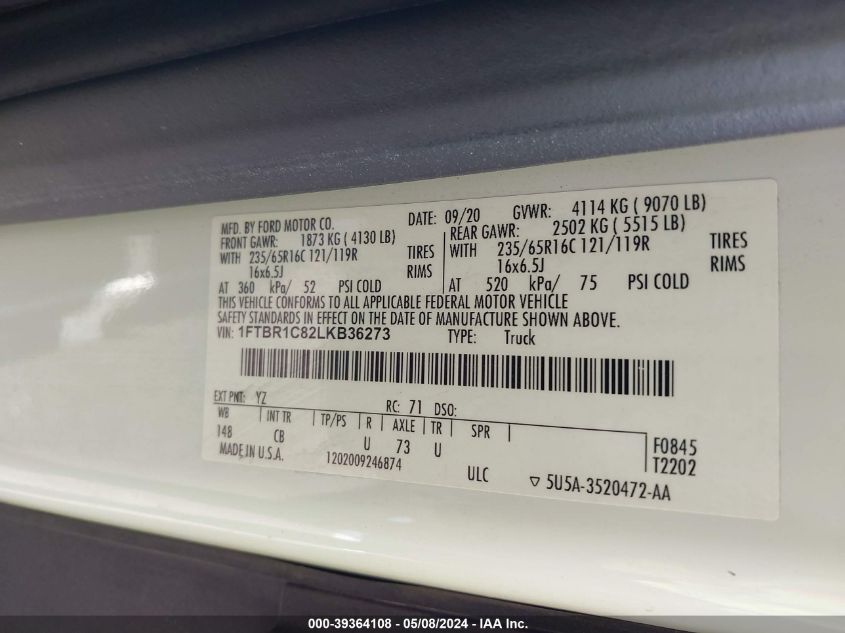 MFD. BY FORD MOTOR CO. DATE: 09/20 GVWR: 4114 KG ( 9070 LB)
FRONT GAWR: 1873 KG ( 4130 LB) REAR GAWR: 2502 KG ( 5515 LB)
WITH 235/65R16C 121/119R TIRES WITH 235/65R16C 121/119R TIRES
16x6.5J RIMS 16x6.5J RIMS
AT 360 kPa/ 52 PSI COLD AT 520 kPa/ 75 PSI COLD
THIS VEHICLE CONFORMS TO ALL APPLICABLE FEDERAL MOTOR VEHICLE
SAFETY STANDARDS IN EFFECT ON THE DATE OF MANUFACTURE SHOWN ABOVE.
VIN: 1FTBR1C82LKB36273 TYPE: Truck
EXT PNT: YZ RC: 71 DSO:
WB INT TR TP/PS R AXLE TR SPR
148 CB U 73 U F0845
MADE IN U.S.A. 1202009246874 T2202
ULC ▽ 5U5A-3520472-AA
000-39364108 - 05/08/2024 - IAA Inc.